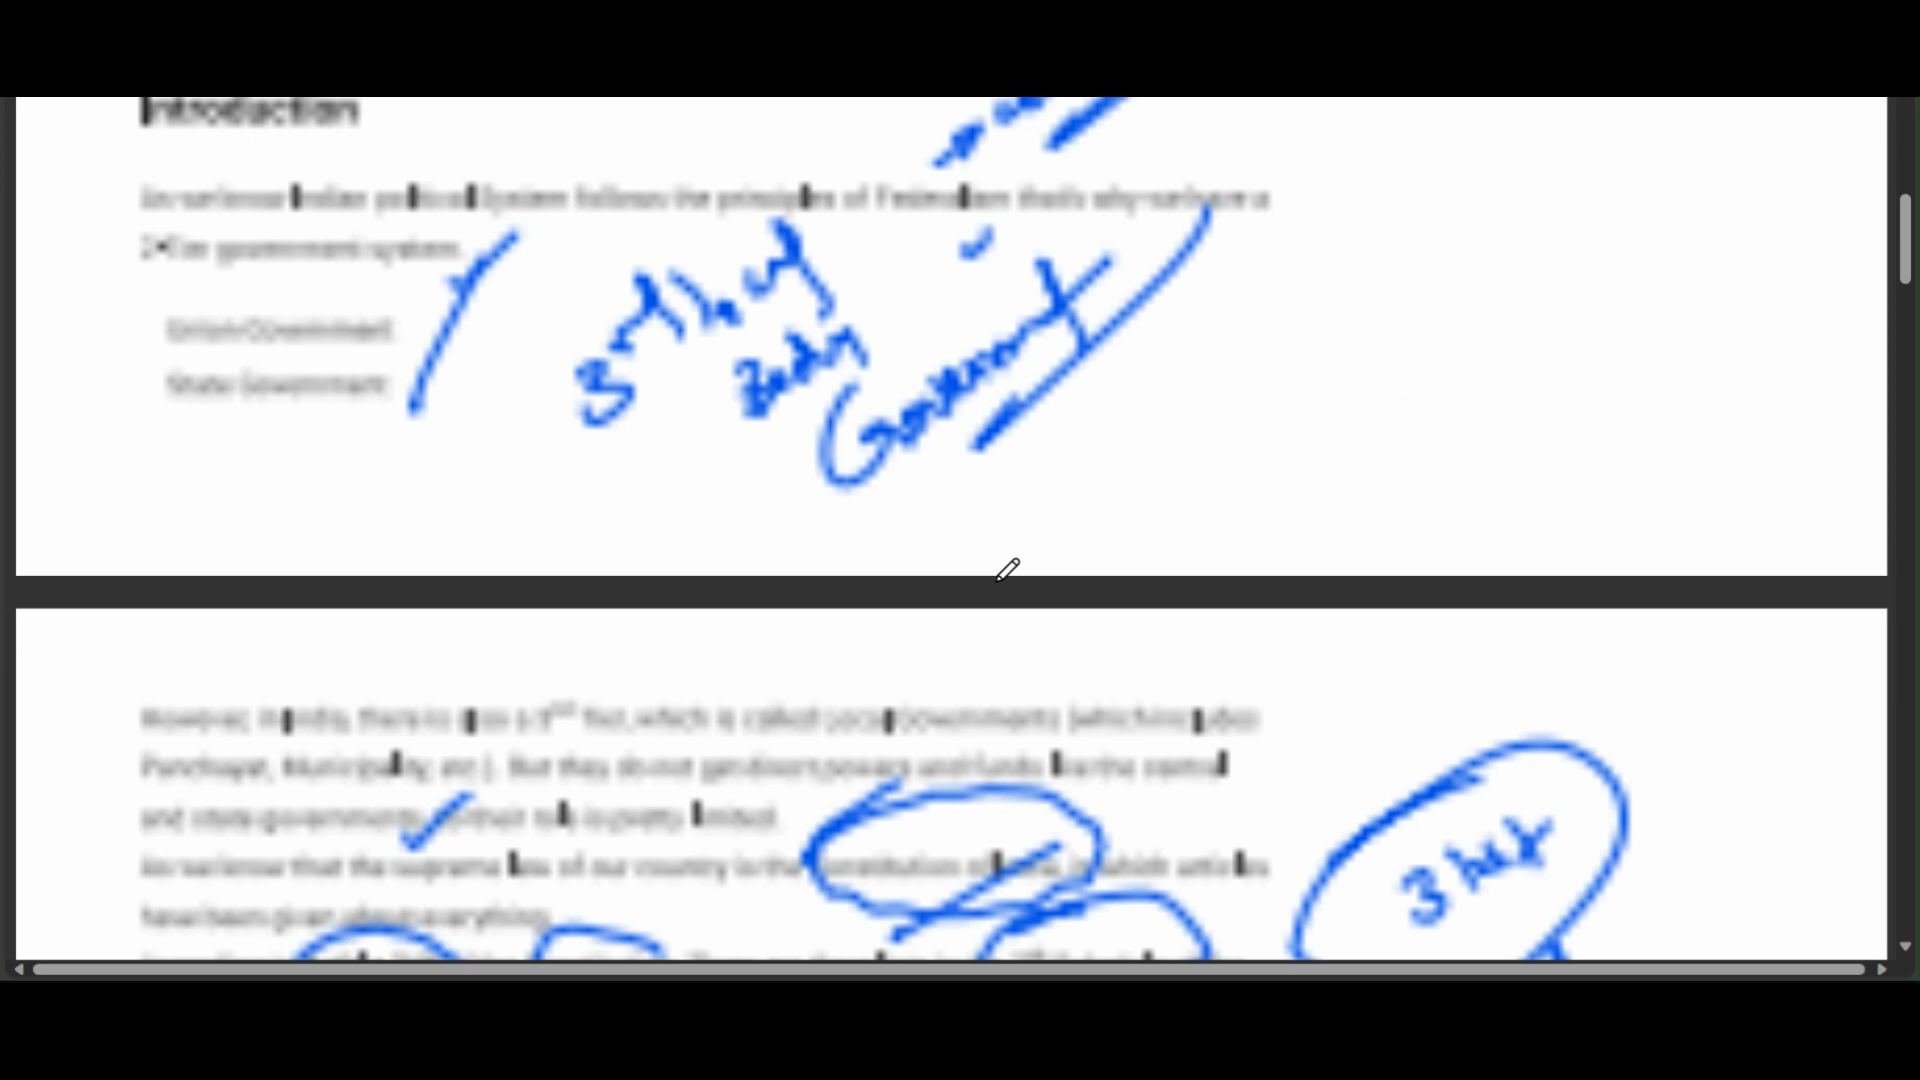 Introduction
As we know Indian political System follows the principles of Federalism that's why we have a
2-Tier government system.
Union Government
State Government
Body
Government
However, in India, there is also a 3rd Tier, which is called Local Governments (which includes
Panchayat, Municipality, etc.). But they do not get direct powers and funds like the central
and state governments, so their role is pretty limited.
As we know that the supreme law of our country is the Constitution of India, in which articles
have been given about everything.
3